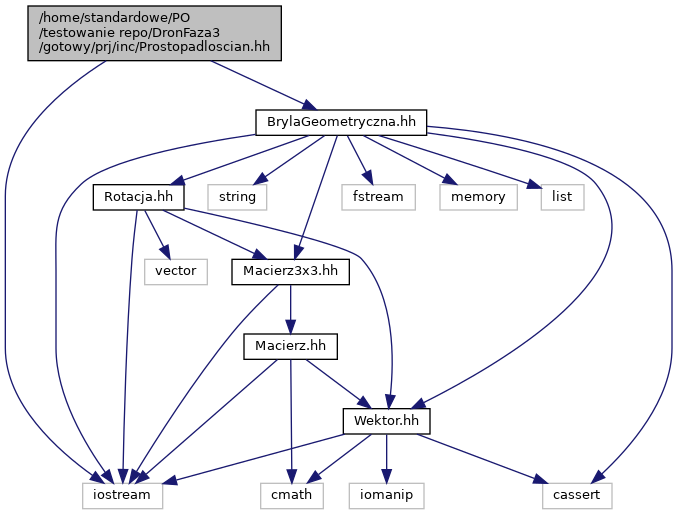 /home/standardowe/PO
/testowanie repo/DronFaza3
/gotowy/prj/inc/Prostopadloscian.hh
BrylaGeometryczna.hh
Rotacja.hh
string
fstream
memory
list
vector
Macierz3x3.hh
Macierz.hh
Wektor.hh
iostream
cmath
iomanip
cassert